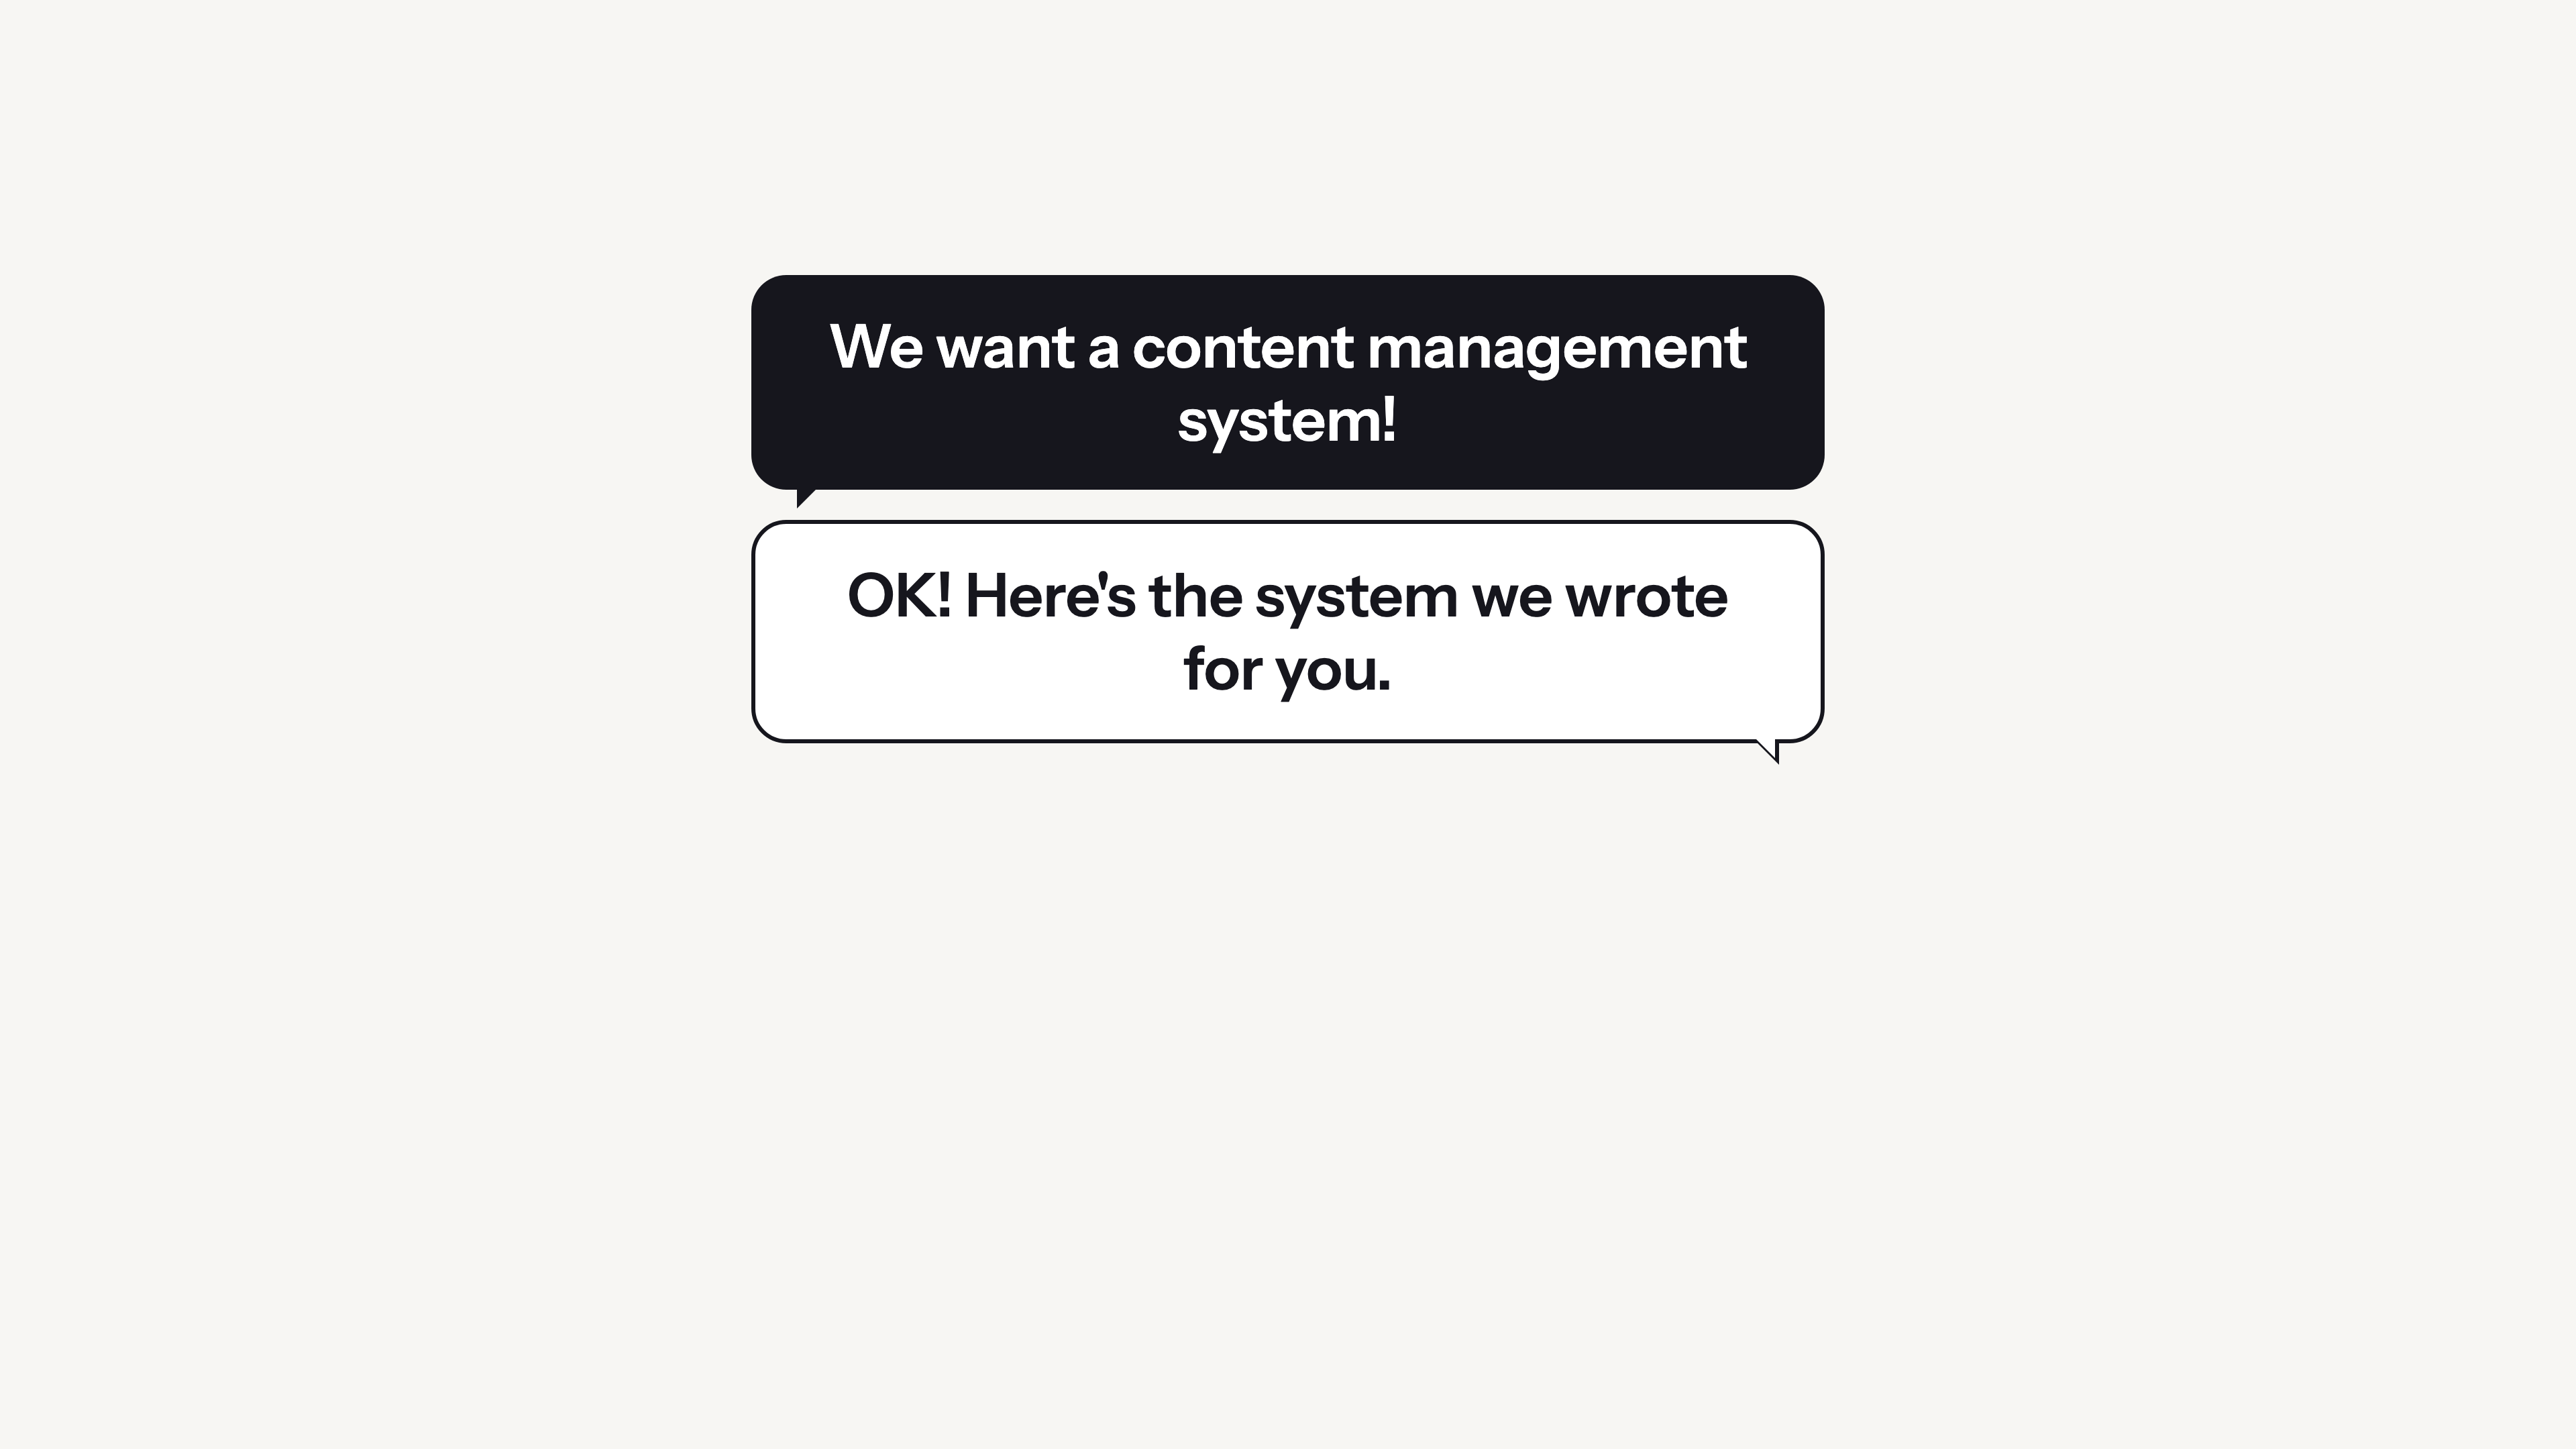 We want a content management
system!
OK! Here's the system we wrote
for you.